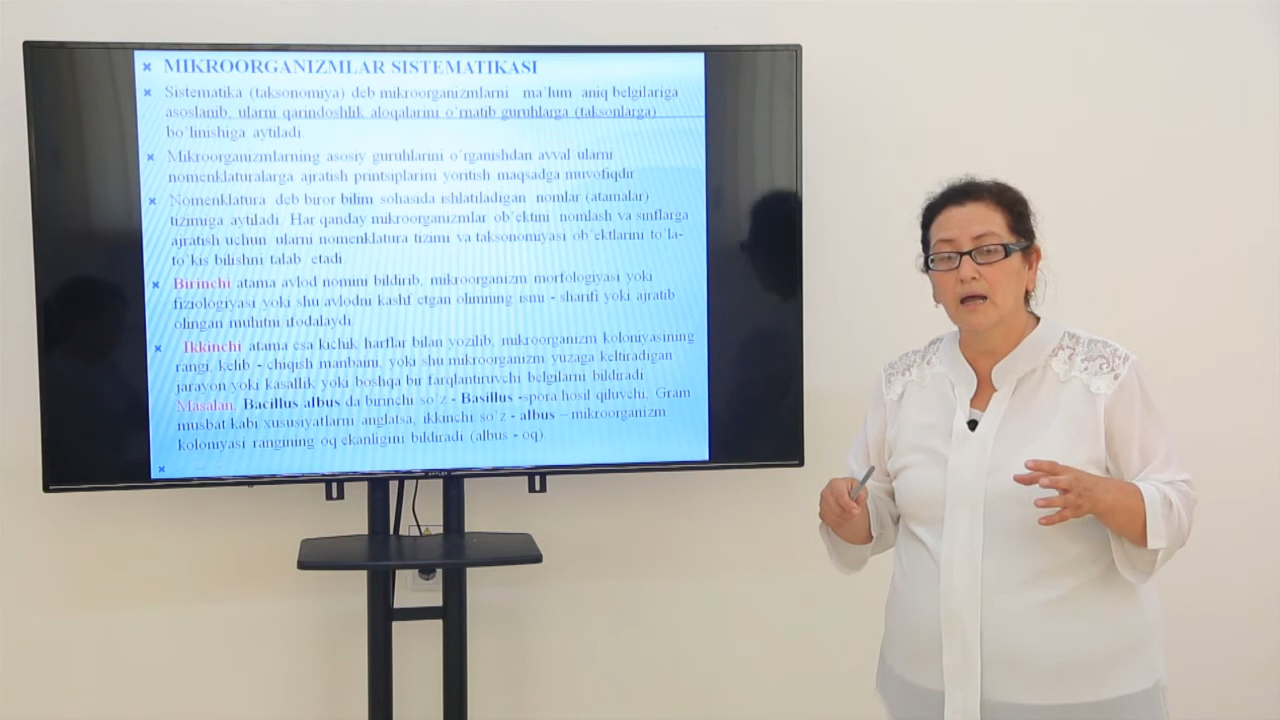 MIKROORGANIZMLAR SISTEMATIKASI
Sistematika (taksonomiya) deb mikroorganizmlarni ma'lum aniq belgilariga
asoslanib, ularni qarindoshlik aloqalarini o'rnatib guruhlarga (taksonlarga)
bo'linishiga aytiladi.
Mikroorganizmlarning asosiy guruhlarini o'rganishdan avval ularni
nomenklaturalarga ajratish printsiplarini yoritish maqsadga muvofiqdir
Nomenklatura deb biror bilim sohasida ishlatiladigan nomlar (atamalar)
tizimiga aytiladi. Har qanday mikroorganizmlar ob'ektini nomlash va sinflarga
ajratish uchun ularni nomenklatura tizimi va taksonomiyasi ob'ektlarini to'la-
to'kis bilishni talab etadi.
Birinchi atama avlod nomini bildirib, mikroorganizm morfologiyasi yoki
fiziologiyasi yoki shu avlodni kashf etgan olimning ismi - sharifi yoki ajratib
olingan muhitni ifodalaydi.
Ikkinchi atama esa kichik harflar bilan yozilib, mikroorganizm koloniyasining
rangi, kelib - chiqish manbaini, yoki shu mikroorganizm yuzaga keltiradigan
jarayon yoki kasallik yoki boshqa bir farqlantiruvchi belgilarni bildiradi
Masalan, Bacillus albus da birinchi so'z - Basillus -spora hosil qiluvchi, Gram
musbat kabi xususiyatlarni anglatsa, ikkinchi so'z - albus – mikroorganizm
koloniyasi rangining oq ekanligini bildiradi (albus - oq).